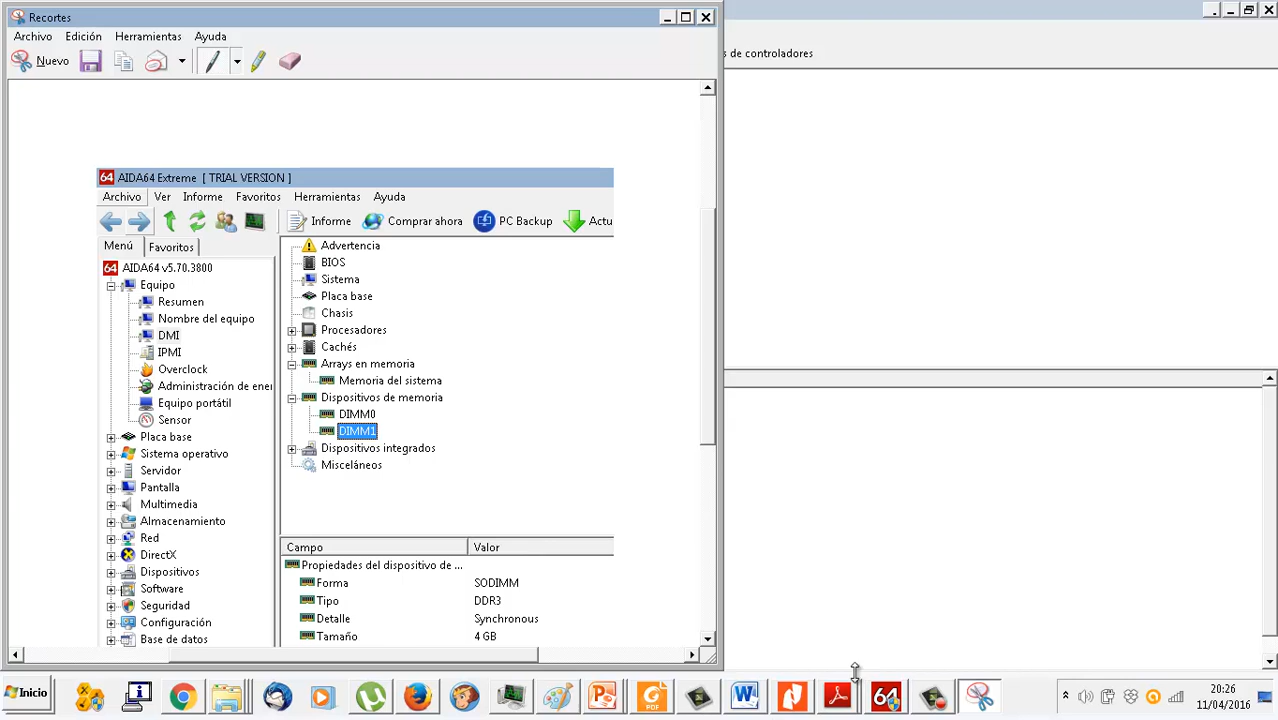 Recortes
Archivo Edición Herramientas Ayuda
Nuevo
s de controladores
64 AIDA64 Extreme [ TRIAL VERSION ]
Archivo Ver Informe Favoritos Herramientas Ayuda
Informe Comprar ahora PC Backup Actu
Menú Favoritos
64 AIDA64 v5.70.3800
Equipo
Resumen
Nombre del equipo
DMI
IPMI
Overclock
Administración de ener
Equipo portátil
Sensor
Placa base
Sistema operativo
Servidor
Pantalla
Multimedia
Almacenamiento
Red
DirectX
Dispositivos
Software
Seguridad
Configuración
Base de datos
Advertencia
BIOS
Sistema
Placa base
Chasis
Procesadores
Cachés
Arrays en memoria
Memoria del sistema
Dispositivos de memoria
DIMM0
DIMM1
Dispositivos integrados
Misceláneos
Campo Valor
Propiedades del dispositivo de ...
Forma SODIMM
Tipo DDR3
Detalle Synchronous
Tamaño 4 GB
Inicio
PDF
64
20:26
11/04/2016